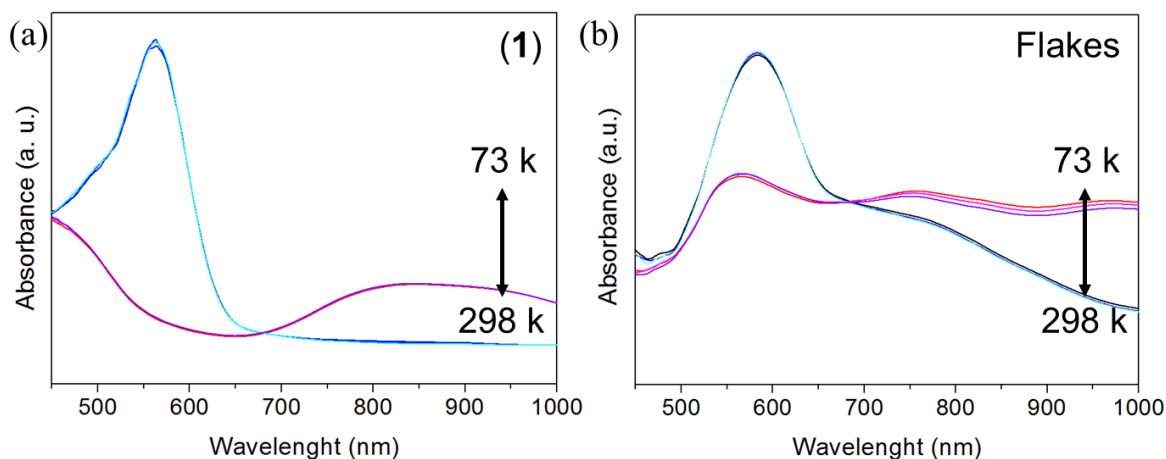 (a)
(1)
73 k
298 k
Absorbance (a. u.)
500 600 700 800 900 1000
Wavelenght (nm)
(b)
Flakes
73 k
298 k
Absorbance (a.u.)
500 600 700 800 900 1000
Wavelenght (nm)